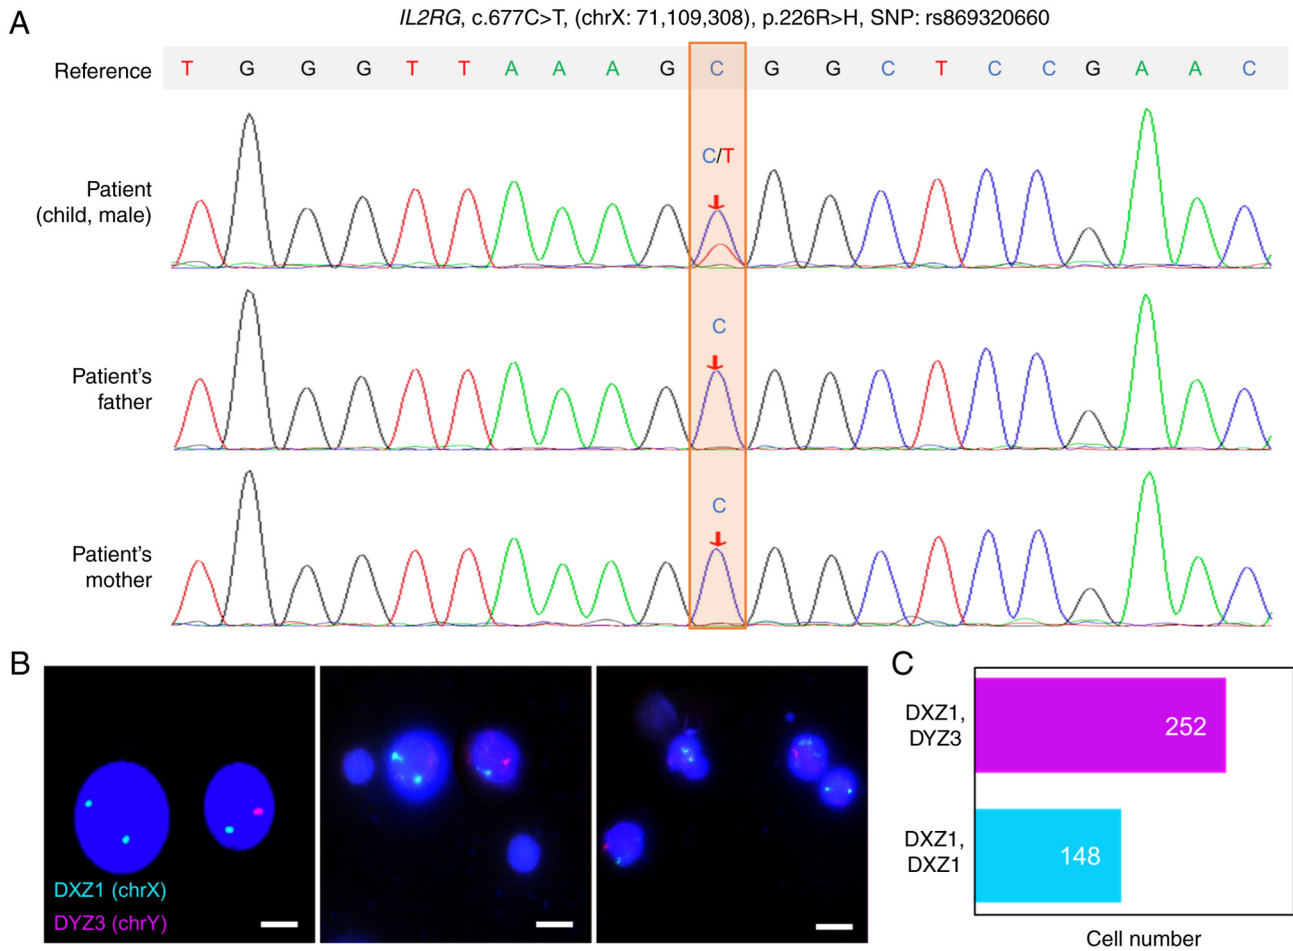 A
IL2RG, c.677C>T, (chrX: 71,109,308), p.226R>H, SNP: rs869320660
Reference T G G G T T A A A G C G G C T C C G A A C
C/T
Patient
(child, male)
C
Patient's
father
C
Patient's
mother
B
DXZ1 (chrX)
DYZ3 (chrY)
C
DXZ1,
DYZ3
252
DXZ1,
DXZ1
148
Cell number